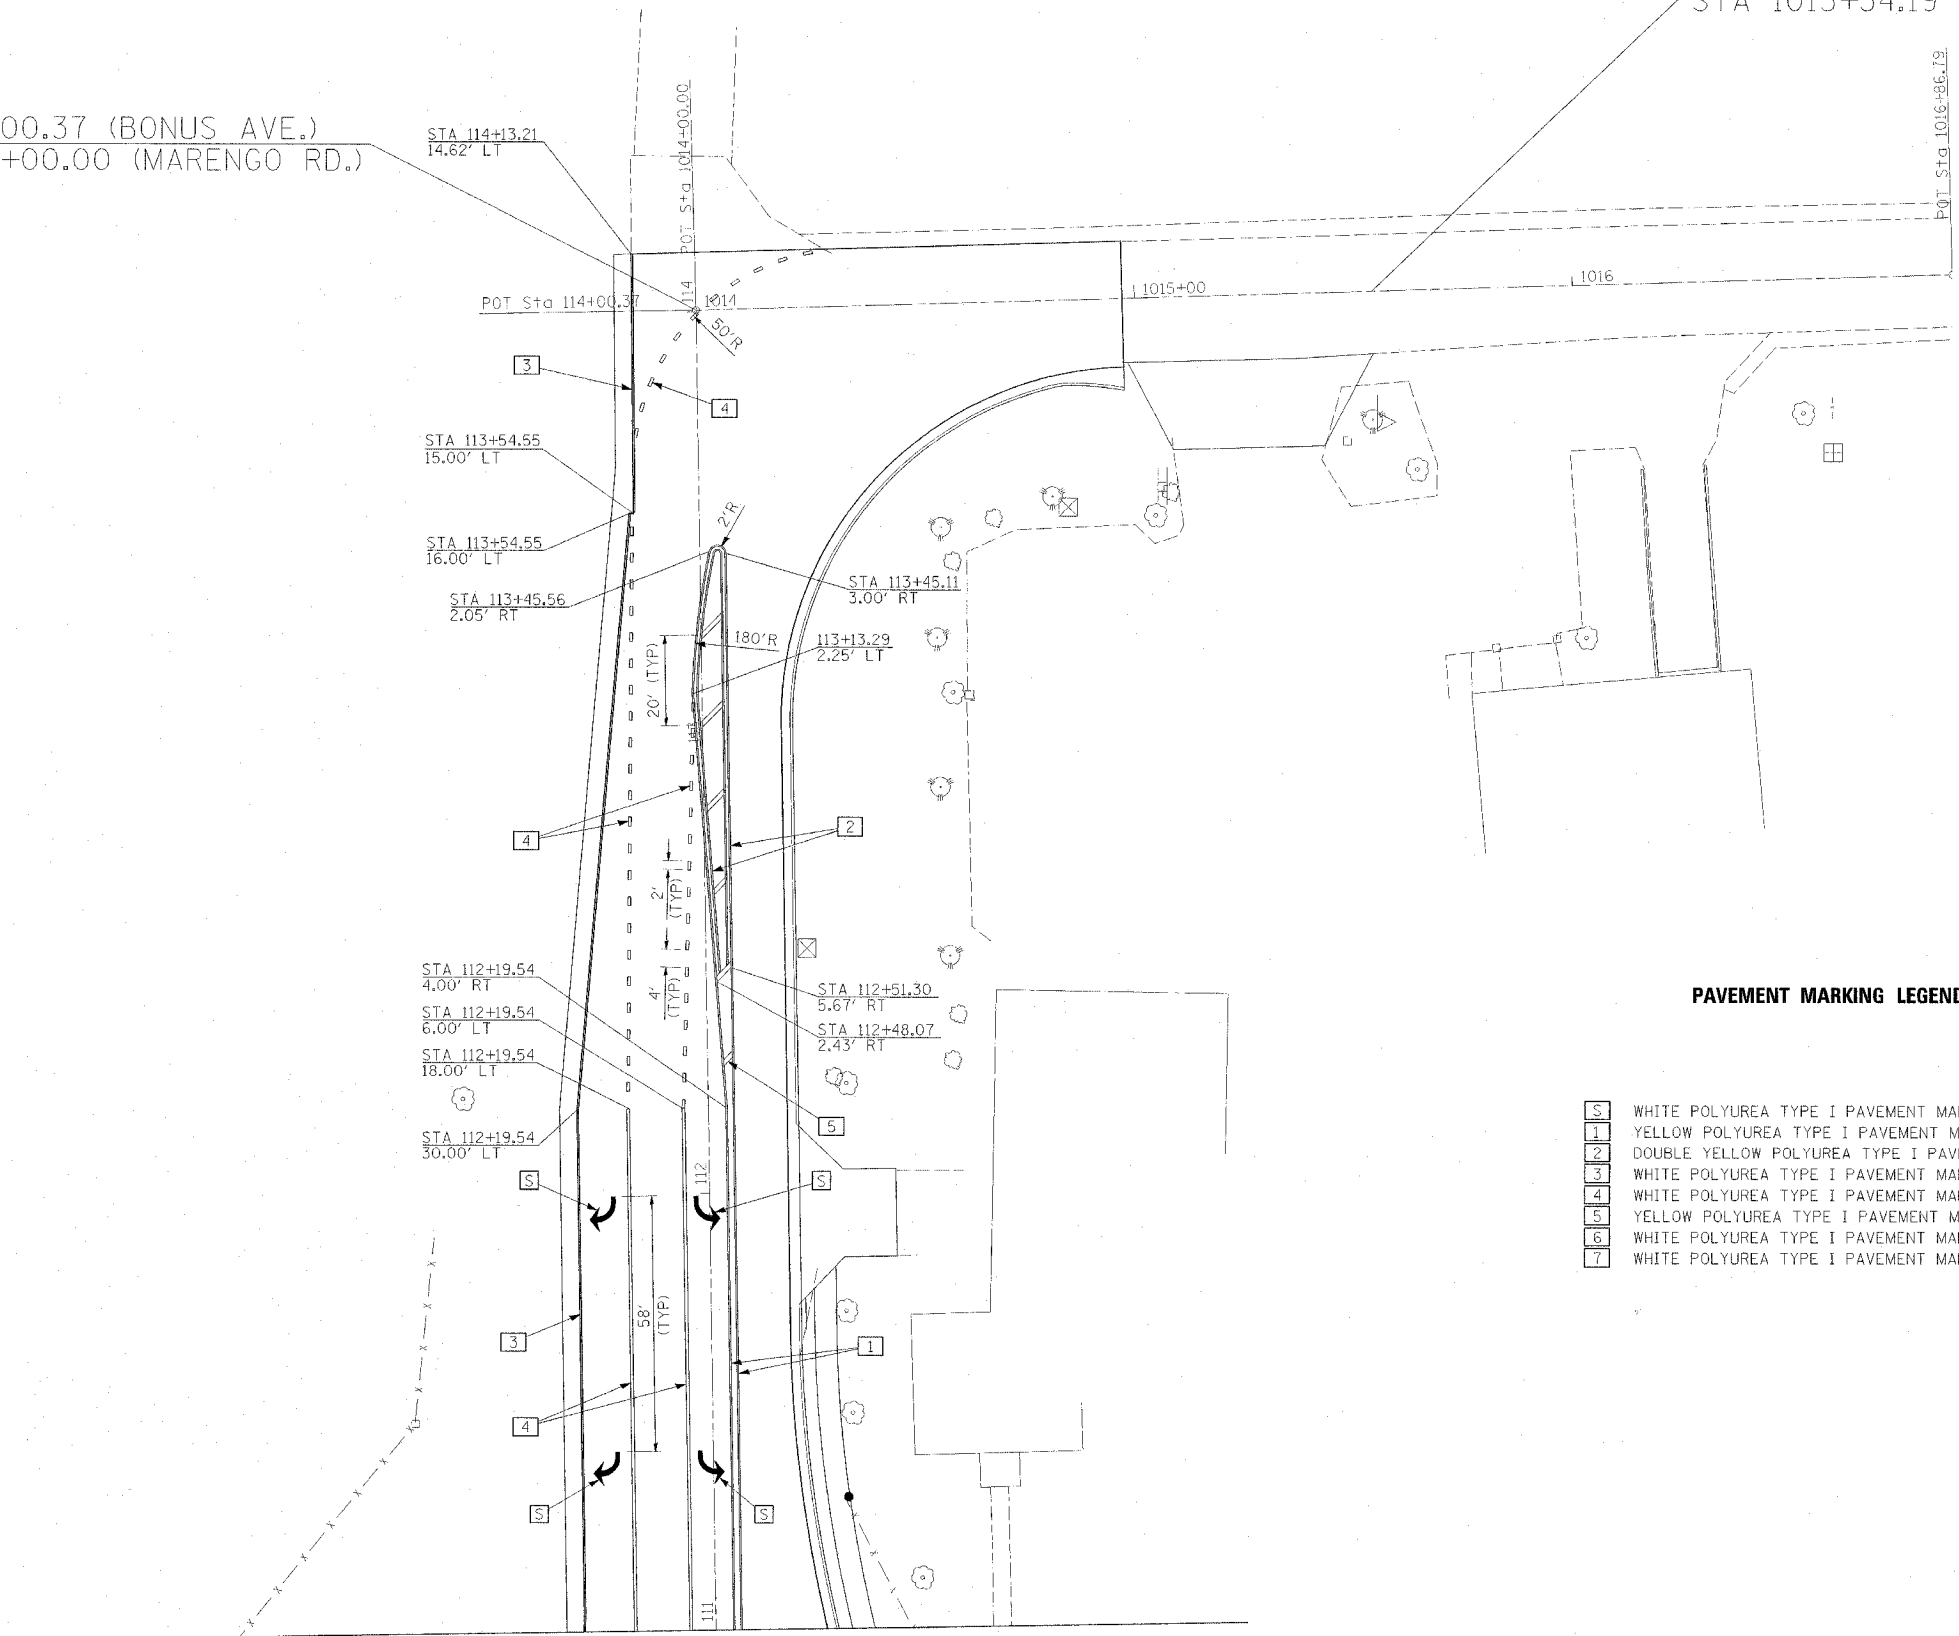 STA 1015+54.19
00.37 (BONUS AVE.)
+00.00 (MARENGO RD.)
STA 114+13.21
14.62' LT
POT Sta 1014+00.00
POT Sta 1016+86.79
POT Sta 114+00.37
114
1014
1015+00
1016
50'R
3
4
STA 113+54.55
15.00' LT
STA 113+54.55
16.00' LT
2'R
STA 113+45.56
2.05' RT
STA 113+45.11
3.00' RT
180'R
113+13.29
2.25' LT
20' (TYP)
4
2
2'
(TYP)
4'
(TYP)
STA 112+19.54
4.00' RT
STA 112+19.54
6.00' LT
STA 112+19.54
18.00' LT
STA 112+19.54
30.00' LT
STA 112+51.30
5.67' RT
STA 112+48.07
2.43' RT
5
S
112
S
58'
(TYP)
3
1
4
S
S
111
PAVEMENT MARKING LEGEND
S WHITE POLYUREA TYPE I PAVEMENT MA
1 YELLOW POLYUREA TYPE I PAVEMENT M
2 DOUBLE YELLOW POLYUREA TYPE I PAV
3 WHITE POLYUREA TYPE I PAVEMENT MA
4 WHITE POLYUREA TYPE I PAVEMENT MA
5 YELLOW POLYUREA TYPE I PAVEMENT M
6 WHITE POLYUREA TYPE I PAVEMENT MA
7 WHITE POLYUREA TYPE I PAVEMENT MA